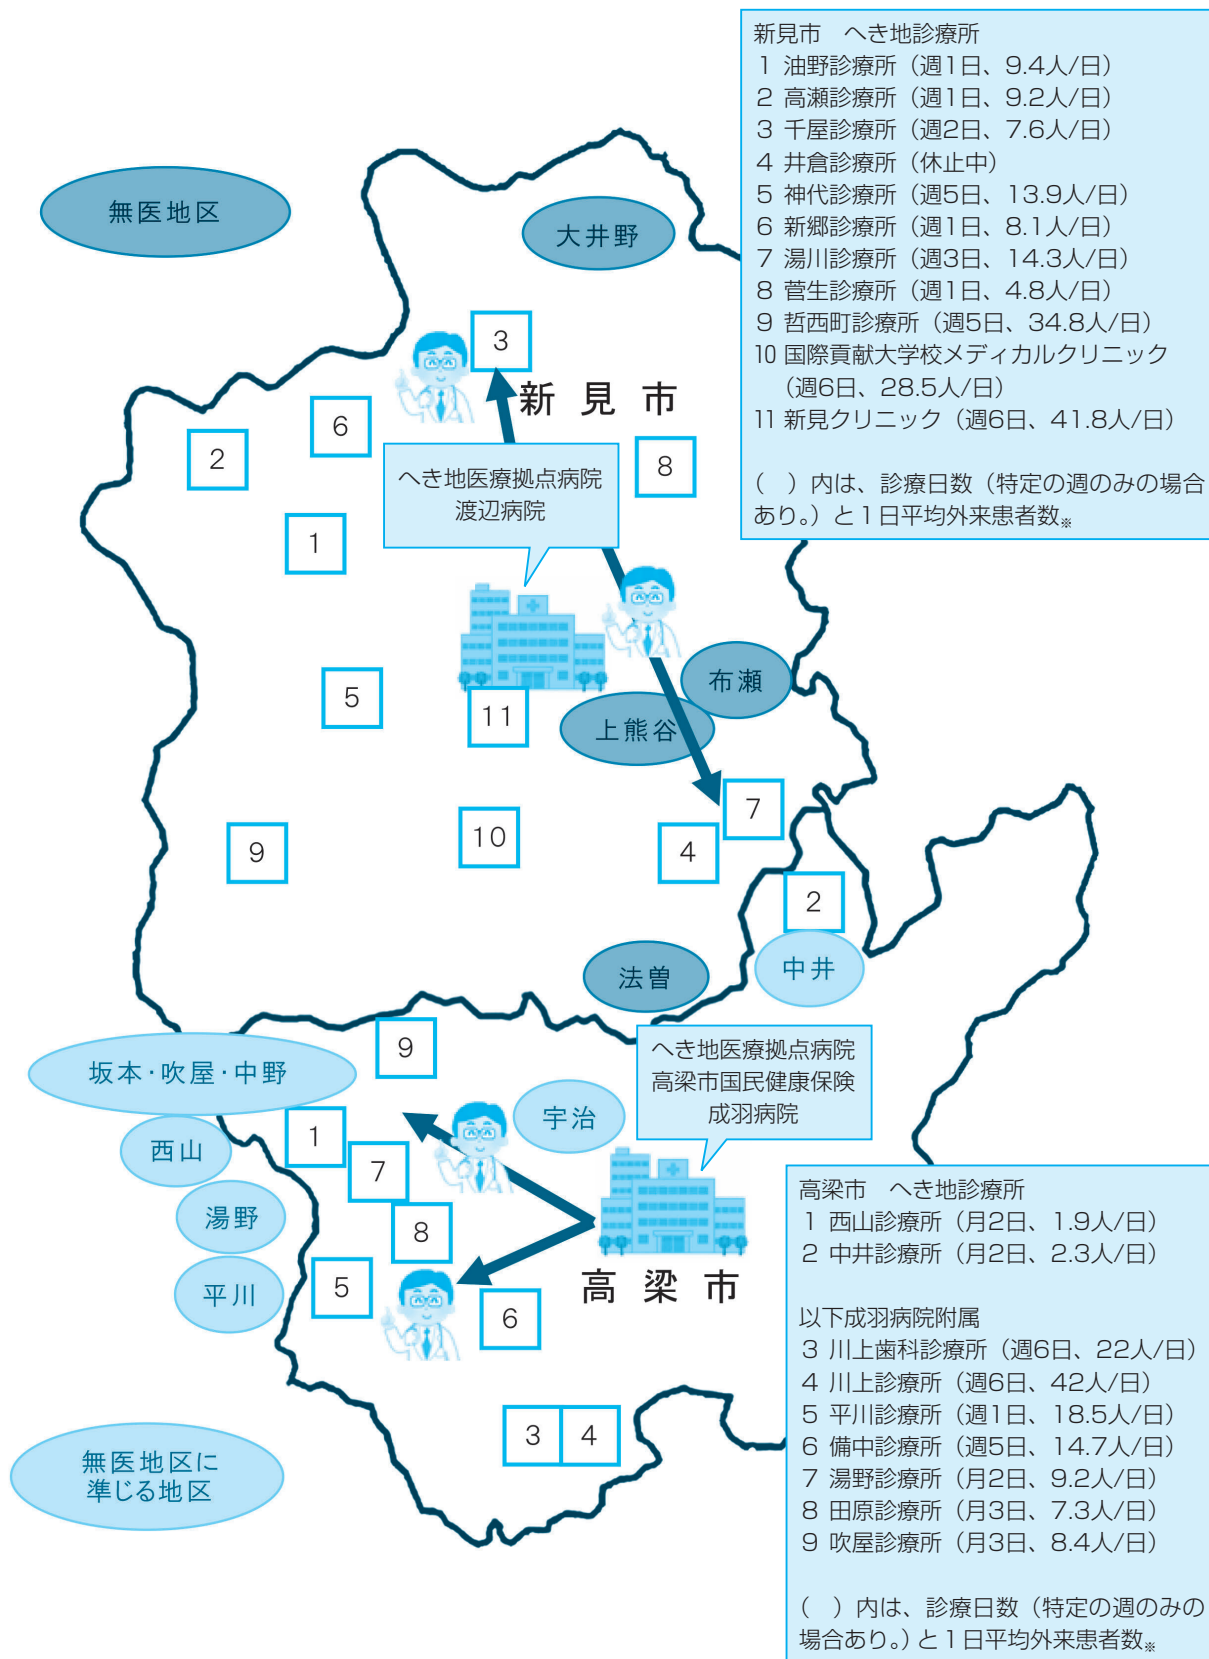 新見市　へき地診療所
1 油野診療所（週1日、9.4人/日）
2 高瀬診療所（週1日、9.2人/日）
3 千屋診療所（週2日、7.6人/日）
4 井倉診療所（休止中）
5 神代診療所（週5日、13.9人/日）
6 新郷診療所（週1日、8.1人/日）
7 湯川診療所（週3日、14.3人/日）
8 菅生診療所（週1日、4.8人/日）
9 哲西町診療所（週5日、34.8人/日）
10 国際貢献大学校メディカルクリニック
（週6日、28.5人/日）
11 新見クリニック（週6日、41.8人/日）
（　）内は、診療日数（特定の週のみの場合
あり。）と1日平均外来患者数※
無医地区
大井野
3
新見市
6
2
8
へき地医療拠点病院
渡辺病院
1
布瀬
5
11
上熊谷
7
10
9
4
2
法曽
中井
9
へき地医療拠点病院
高梁市国民健康保険
成羽病院
坂本・吹屋・中野
宇治
1
西山
7
湯野
8
平川
5
高梁市
6
3
4
無医地区に
準じる地区
高梁市　へき地診療所
1 西山診療所（月2日、1.9人/日）
2 中井診療所（月2日、2.3人/日）
以下成羽病院附属
3 川上歯科診療所（週6日、22人/日）
4 川上診療所（週6日、42人/日）
5 平川診療所（週1日、18.5人/日）
6 備中診療所（週5日、14.7人/日）
7 湯野診療所（月2日、9.2人/日）
8 田原診療所（月3日、7.3人/日）
9 吹屋診療所（月3日、8.4人/日）
（　）内は、診療日数（特定の週のみの
場合あり。）と1日平均外来患者数※